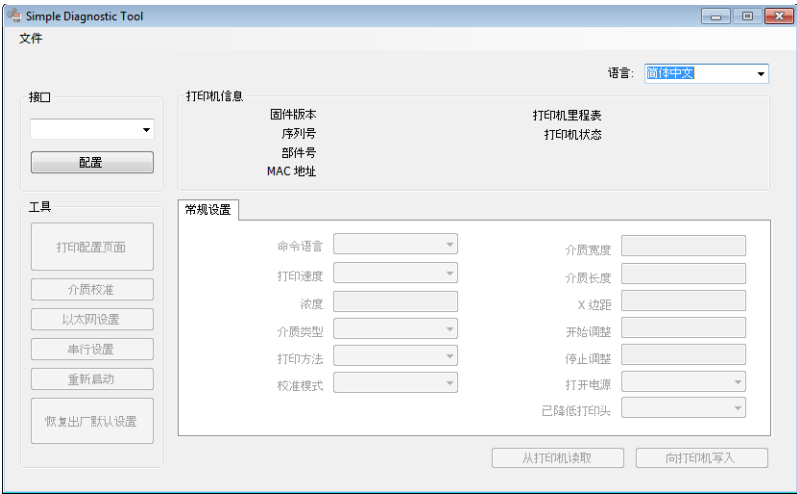 Simple Diagnostic Tool
文件
语言: 简体中文
接口
配置
打印机信息
固件版本
序列号
部件号
MAC 地址
打印机里程表
打印机状态
工具
打印配置页面
介质校准
以太网设置
串行设置
重新启动
恢复出厂默认设置
常规设置
命令语言
打印速度
浓度
介质类型
打印方法
校准模式
介质宽度
介质长度
X 边距
开始调整
停止调整
打开电源
已降低打印头
从打印机读取
向打印机写入